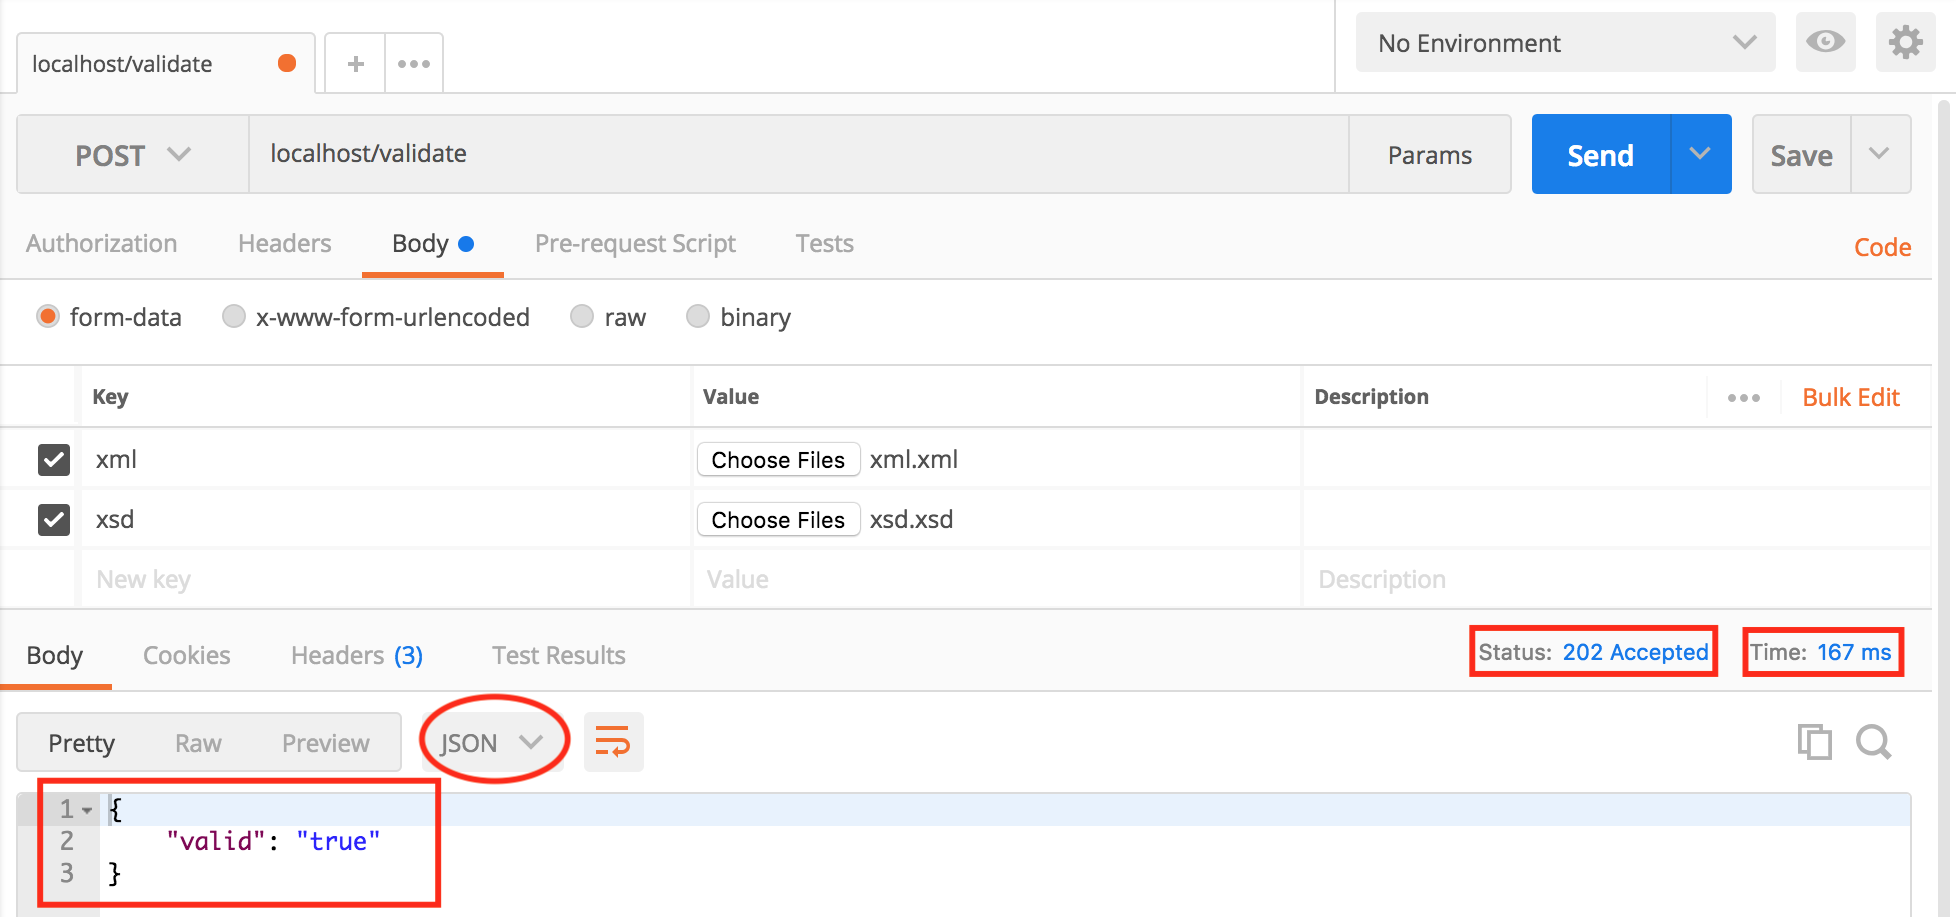 localhost/validate
No Environment
POST localhost/validate Params Send Save
Authorization Headers Body Pre-request Script Tests Code
form-data x-www-form-urlencoded raw binary
Key Value Description Bulk Edit
xml Choose Files xml.xml
xsd Choose Files xsd.xsd
New key Value Description
Body Cookies Headers (3) Test Results Status: 202 Accepted Time: 167 ms
Pretty Raw Preview JSON
1 {
2 "valid": "true"
3 }